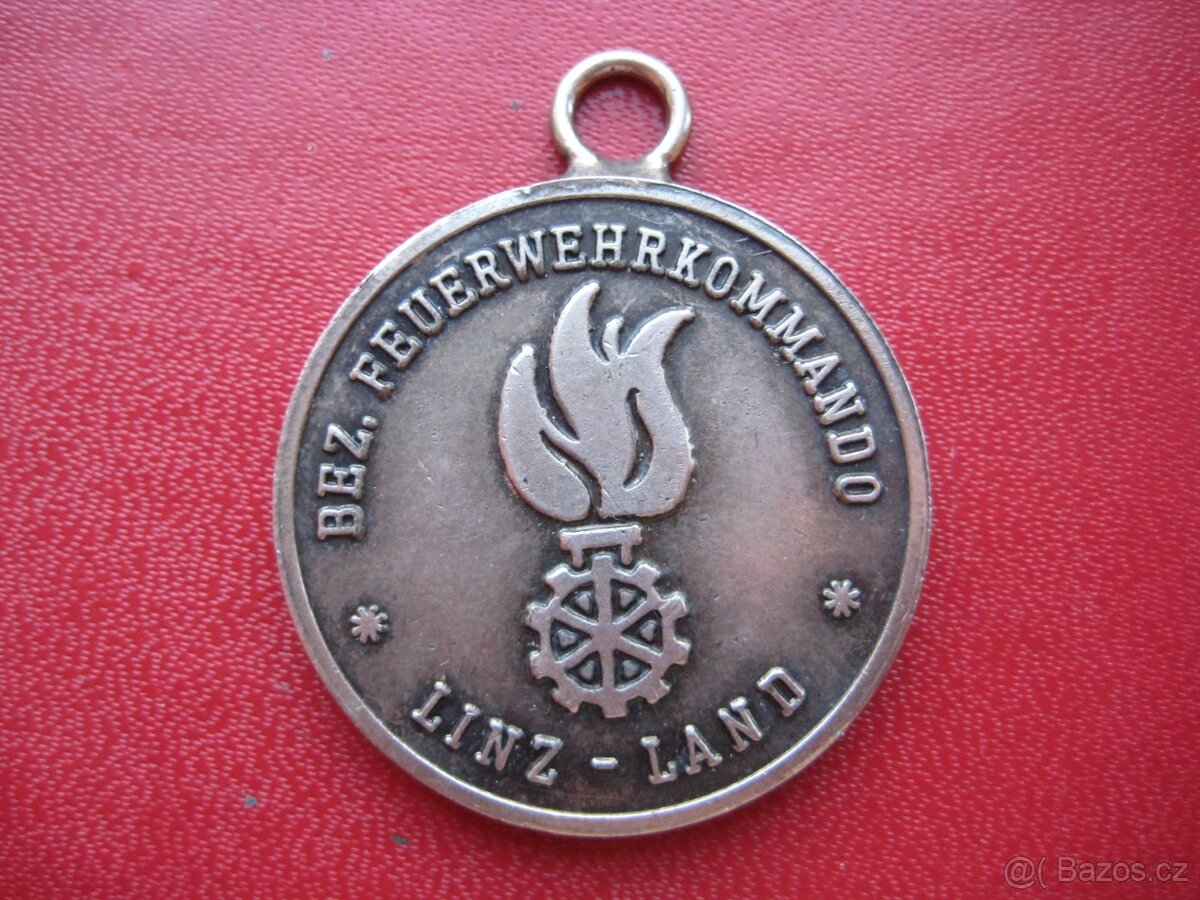 BEZ. FEUERWEHRKOMMANDO
* LINZ - LAND *
@( Bazos.cz